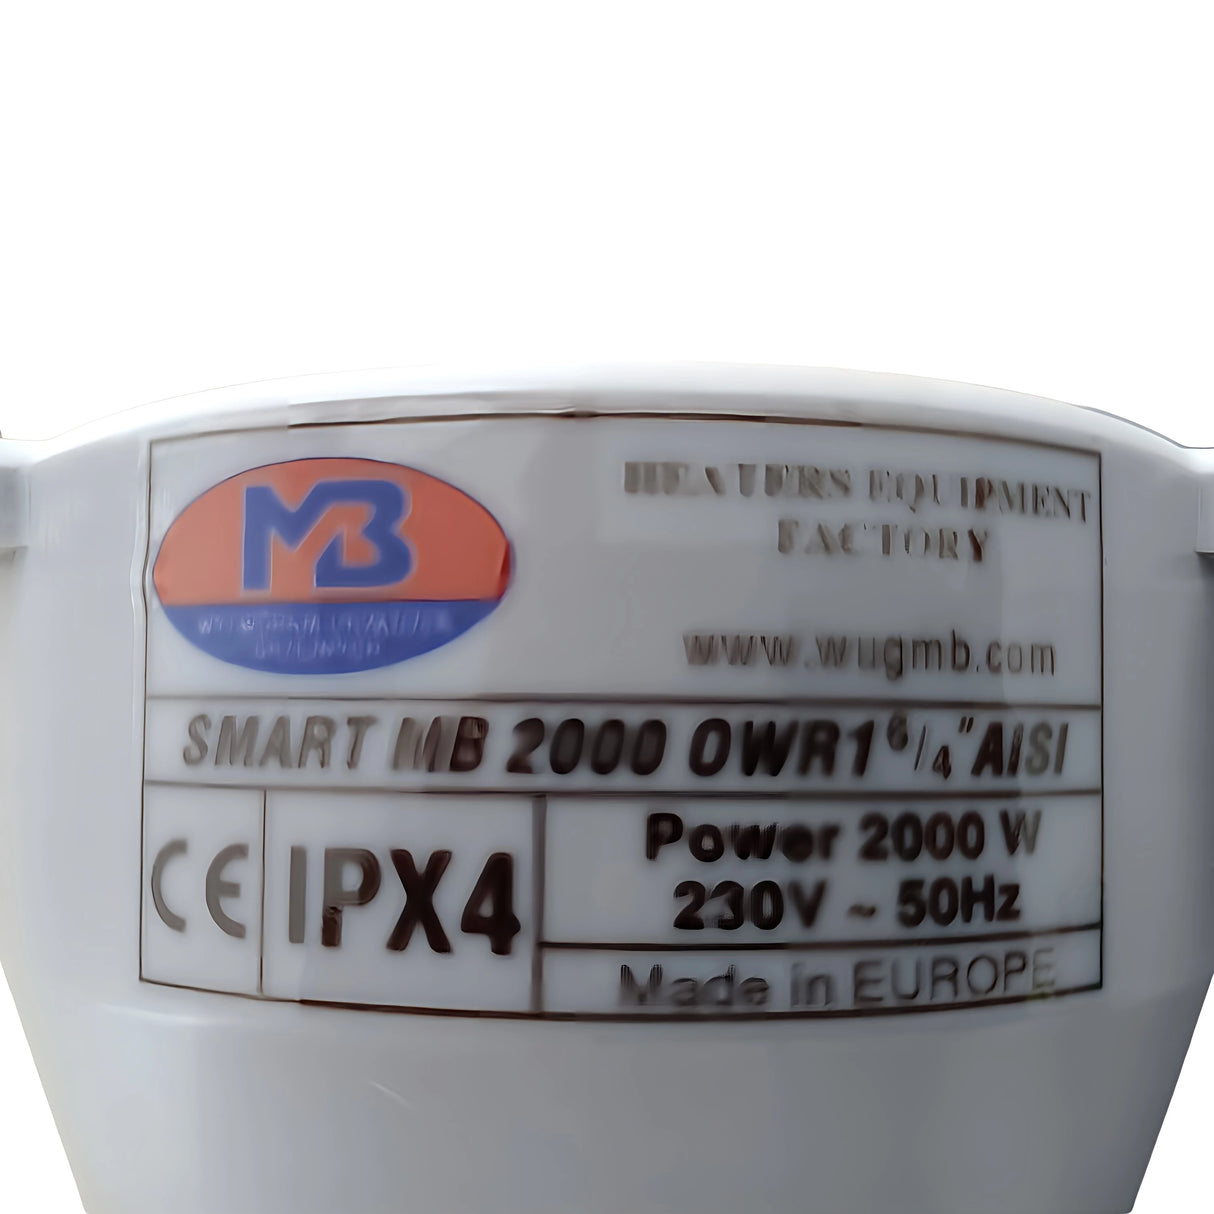 MB
HEATERS EQUIPMENT
FACTORY
www.wugmb.com
SMART MB 2000 OWR1 6/4" AISI
CE
IPX4
Power 2000 W
230V ~ 50Hz
Made in EUROPE